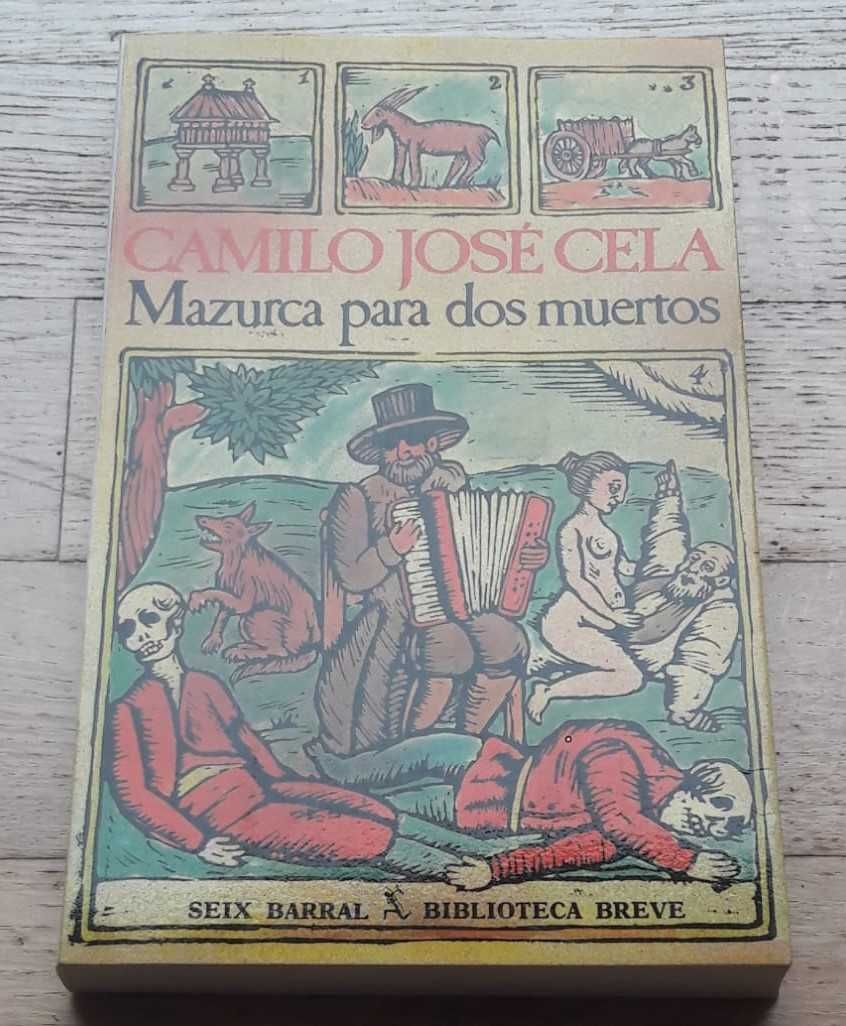 1
2
3
CAMILO JOSÉ CELA
Mazurca para dos muertos
4
SEIX BARRAL BIBLIOTECA BREVE